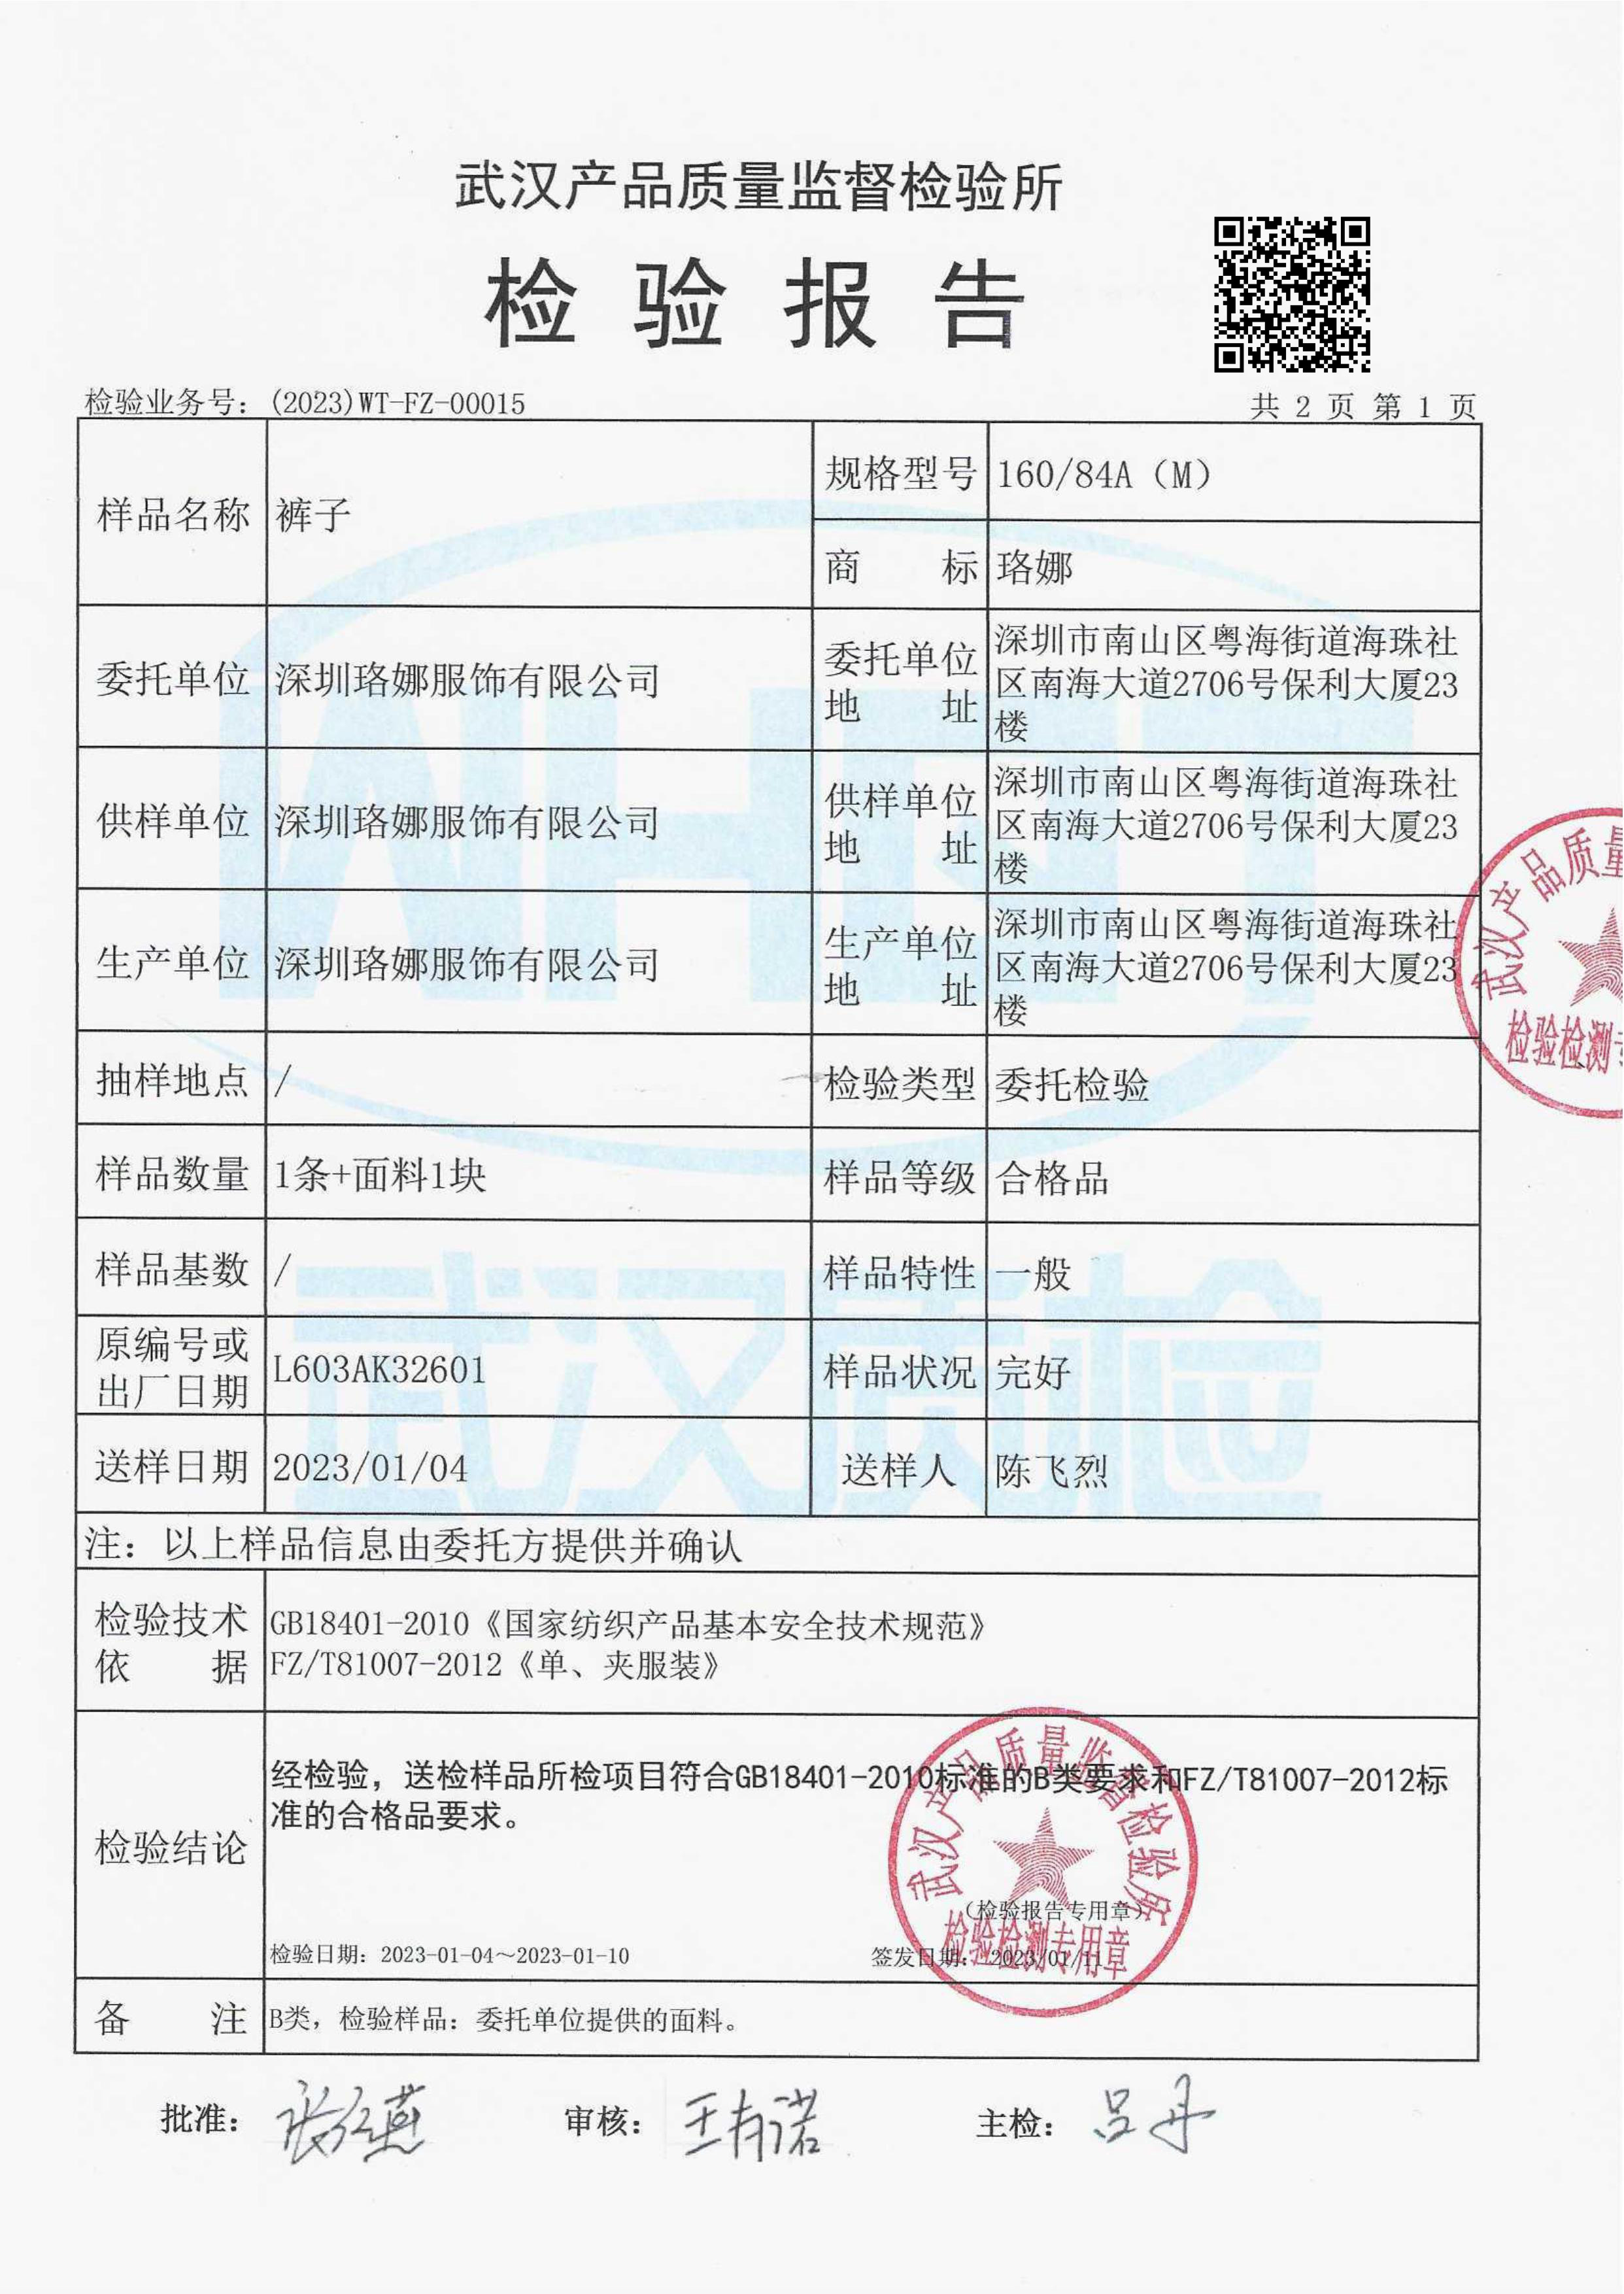 武汉产品质量监督检验所
检验报告
检验业务号：(2023)WT-FZ-00015
共 2 页 第 1 页
样品名称 裤子 规格型号 160/84A（M）
商标 珞娜
委托单位 深圳珞娜服饰有限公司 委托单位地址 深圳市南山区粤海街道海珠社
区南海大道2706号保利大厦23
楼
供样单位 深圳珞娜服饰有限公司 供样单位地址 深圳市南山区粤海街道海珠社
区南海大道2706号保利大厦23
楼
生产单位 深圳珞娜服饰有限公司 生产单位地址 深圳市南山区粤海街道海珠社
区南海大道2706号保利大厦23
楼
武汉产品质量
检验检测
抽样地点 / 检验类型 委托检验
样品数量 1条+面料1块 样品等级 合格品
样品基数 / 样品特性 一般
原编号或出厂日期 L603AK32601 样品状况 完好
送样日期 2023/01/04 送样人 陈飞烈
注：以上样品信息由委托方提供并确认
检验技术依据 GB18401-2010《国家纺织产品基本安全技术规范》
FZ/T81007-2012《单、夹服装》
检验结论
经检验，送检样品所检项目符合GB18401-2010标准的B类要求和FZ/T81007-2012标
准的合格品要求。
武汉产品质量监督检验所
（检验报告专用章）
检验检测专用章
检验日期：2023-01-04～2023-01-10 签发日期：2023/01/11
备注 B类，检验样品：委托单位提供的面料。
批准： 审核：王有诺 主检：吕丹
WHQT
武汉质检